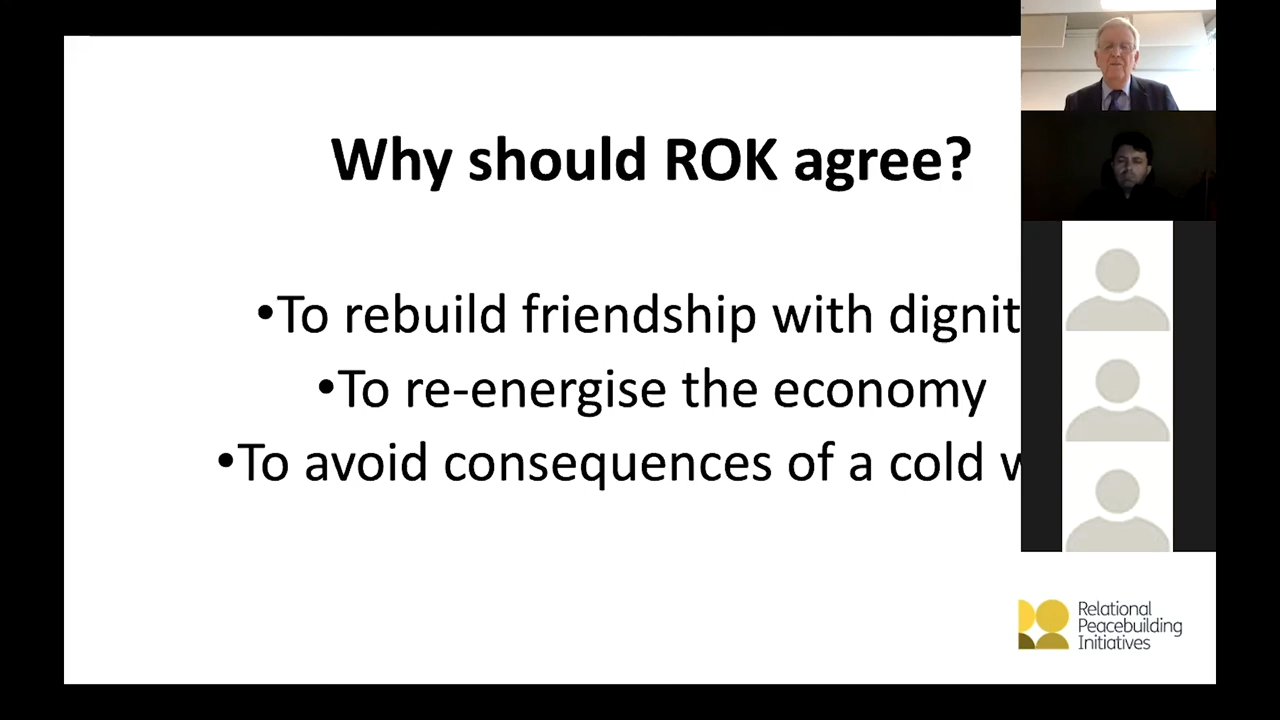 Why should ROK agree?
•To rebuild friendship with dignit
•To re-energise the economy
•To avoid consequences of a cold w
Relational
Peacebuilding
Initiatives